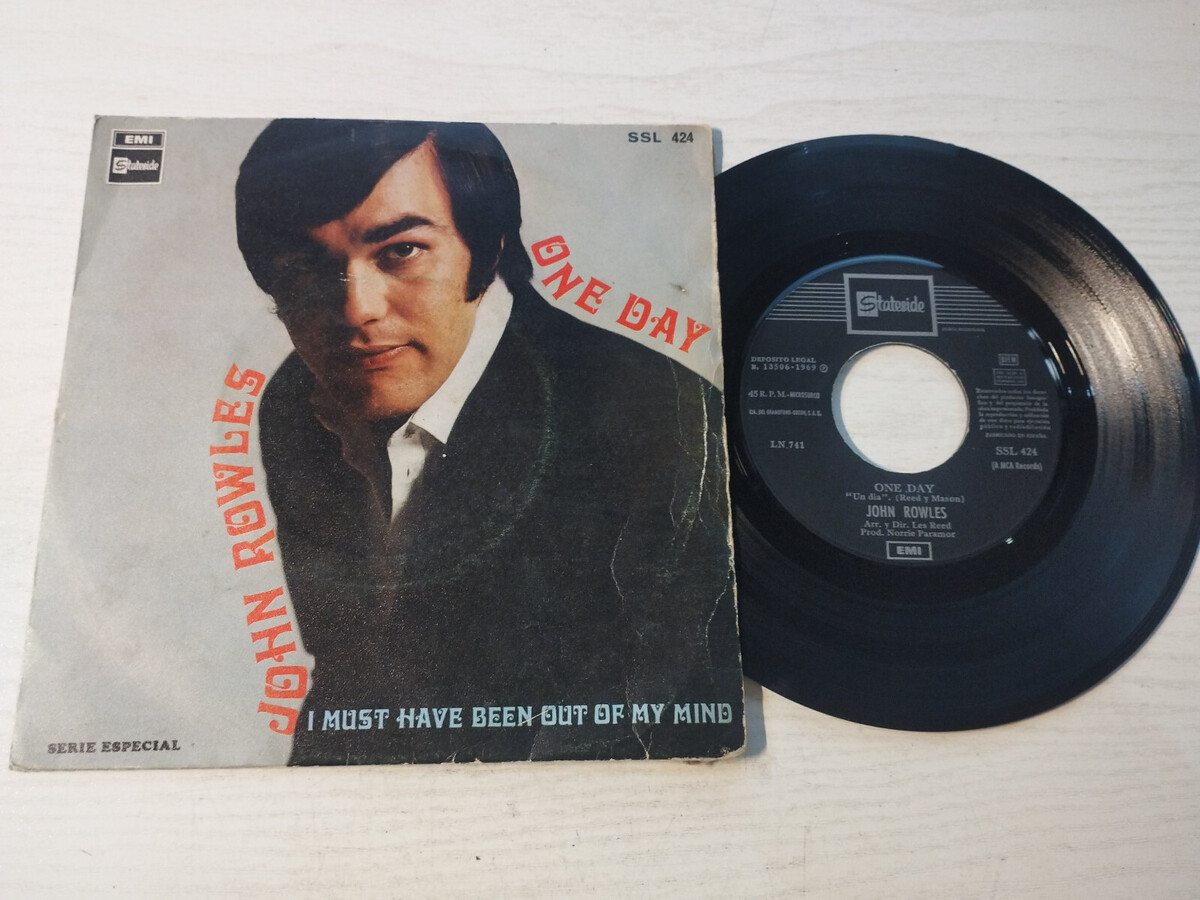 EMI
Stateside
SSL 424
ONE DAY
JOHN ROWLES
I MUST HAVE BEEN OUT OF MY MIND
SERIE ESPECIAL
Stateside
DEPOSITO LEGAL
B. 13506-1969 Ⓟ
45 R.P.M.-MICROSURCO
LN 741
SSL 424
(A MCA Records)
ONE DAY
"Un día". (Reed y Mason)
JOHN ROWLES
Arr. y Dir. Les Reed
Prod. Norrie Paramor
EMI